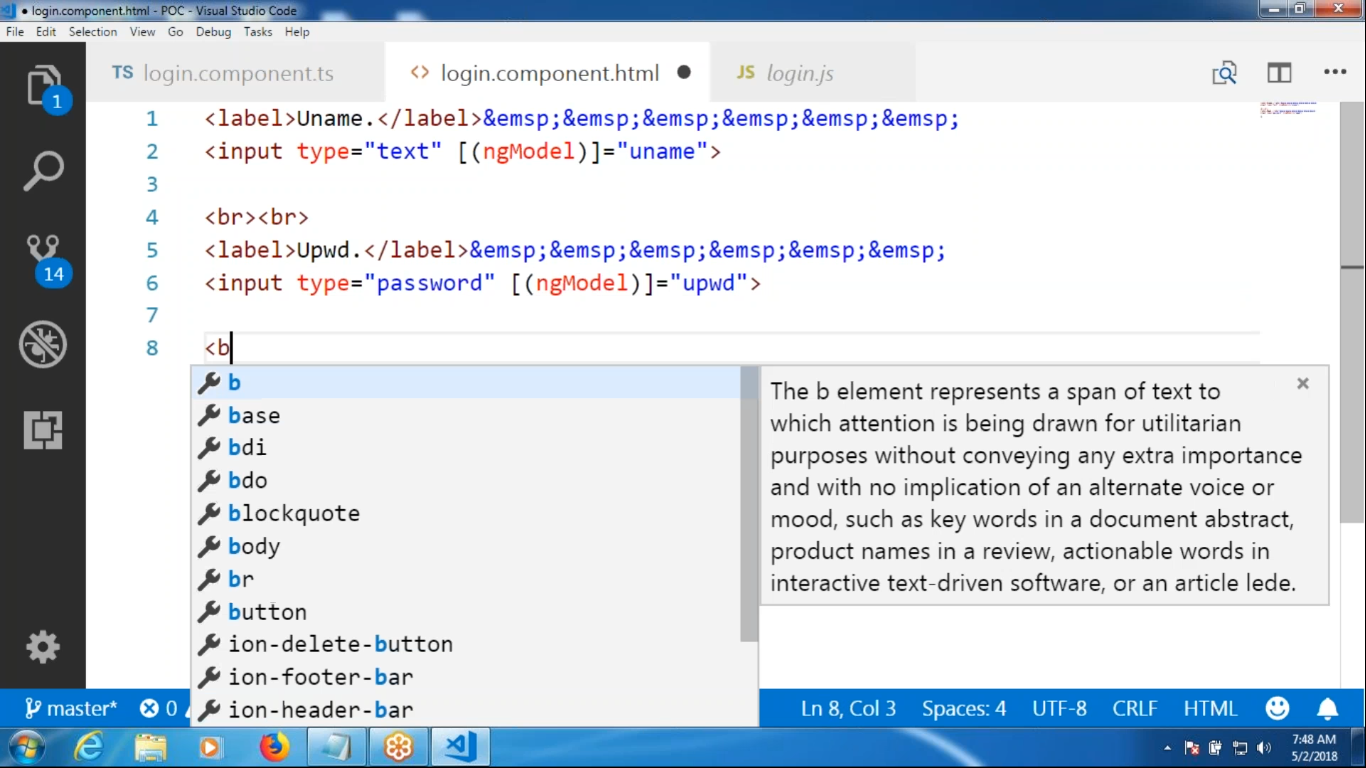 ● login.component.html - POC - Visual Studio Code
File Edit Selection View Go Debug Tasks Help
TS login.component.ts
<> login.component.html ●
JS login.js
1
1 <label>Uname.</label>&emsp;&emsp;&emsp;&emsp;&emsp;&emsp;
2 <input type="text" [(ngModel)]="uname">
3
4 <br><br>
5 <label>Upwd.</label>&emsp;&emsp;&emsp;&emsp;&emsp;&emsp;
6 <input type="password" [(ngModel)]="upwd">
7
8 <b
14
b
base
bdi
bdo
blockquote
body
br
button
ion-delete-button
ion-footer-bar
ion-header-bar
The b element represents a span of text to
which attention is being drawn for utilitarian
purposes without conveying any extra importance
and with no implication of an alternate voice or
mood, such as key words in a document abstract,
product names in a review, actionable words in
interactive text-driven software, or an article lede.
master* 0
Ln 8, Col 3 Spaces: 4 UTF-8 CRLF HTML
7:48 AM
5/2/2018